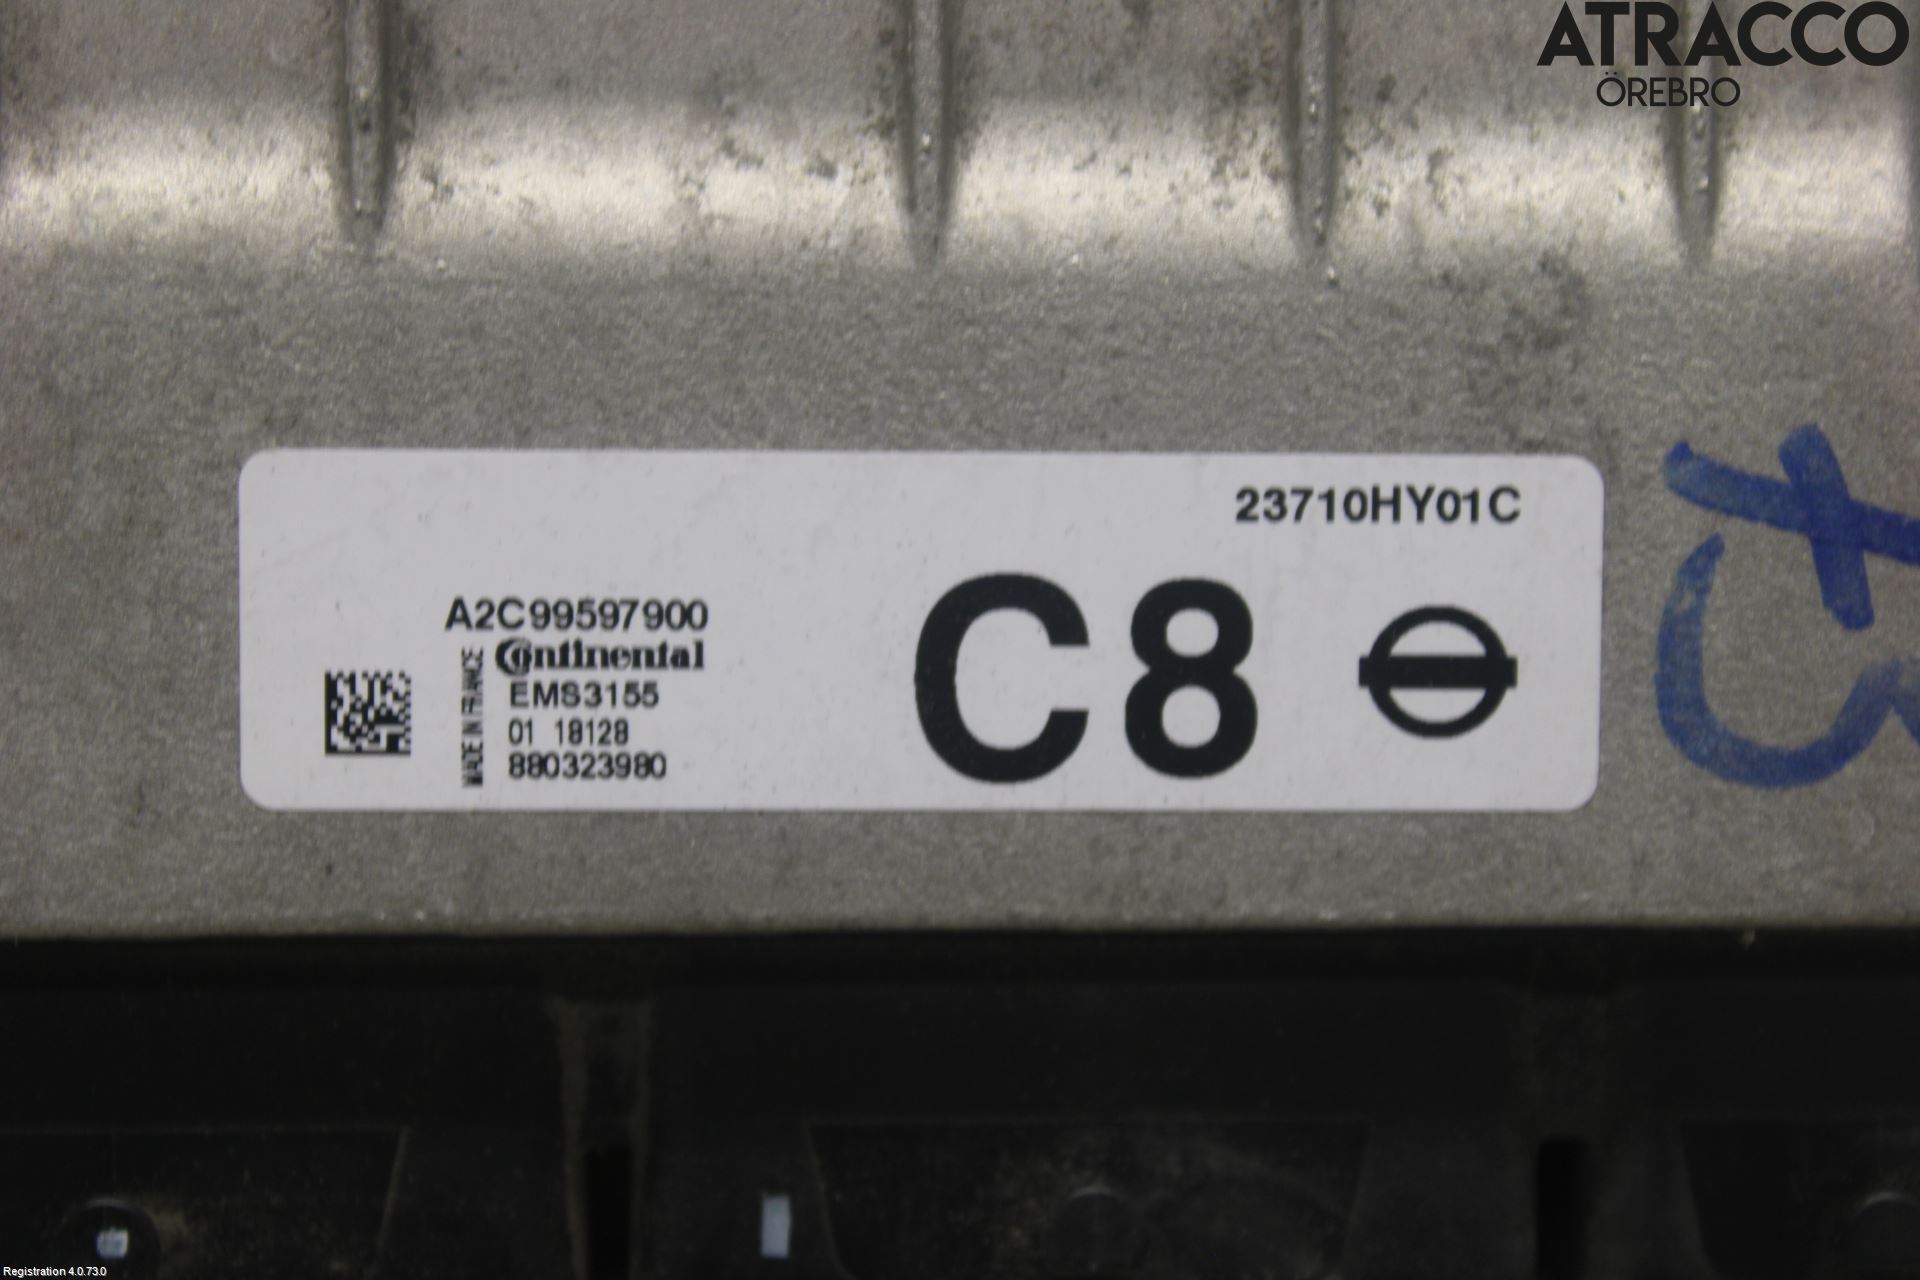 ATRACCO
ÖREBRO
23710HY01C
A2C99597900
Continental
EMS3155
01 18128
880323980
MADE IN FRANCE
C8
Registration 4.0.73.0